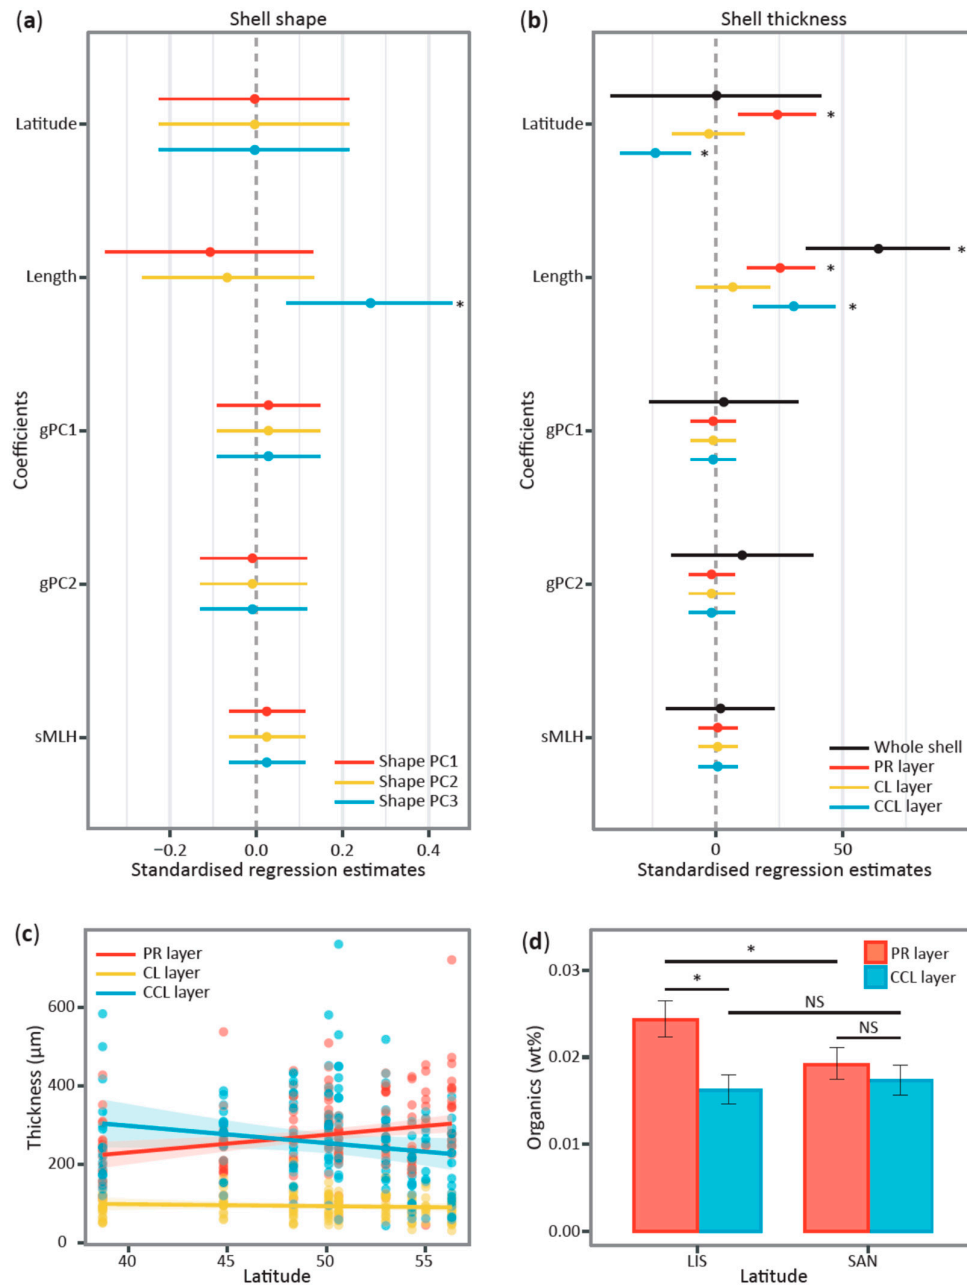 (a)
Shell shape
Latitude
Length
*
gPC1
gPC2
sMLH
Coefficients
Shape PC1
Shape PC2
Shape PC3
−0.2
0.0
0.2
0.4
Standardised regression estimates
(b)
Shell thickness
Latitude
*
*
Length
*
*
*
gPC1
gPC2
sMLH
Coefficients
Whole shell
PR layer
CL layer
CCL layer
0
50
Standardised regression estimates
(c)
PR layer
CL layer
CCL layer
600
400
200
0
Thickness (µm)
40
45
50
55
Latitude
(d)
PR layer
CCL layer
*
*
NS
NS
0.03
0.02
0.01
0.00
Organics (wt%)
LIS
SAN
Latitude